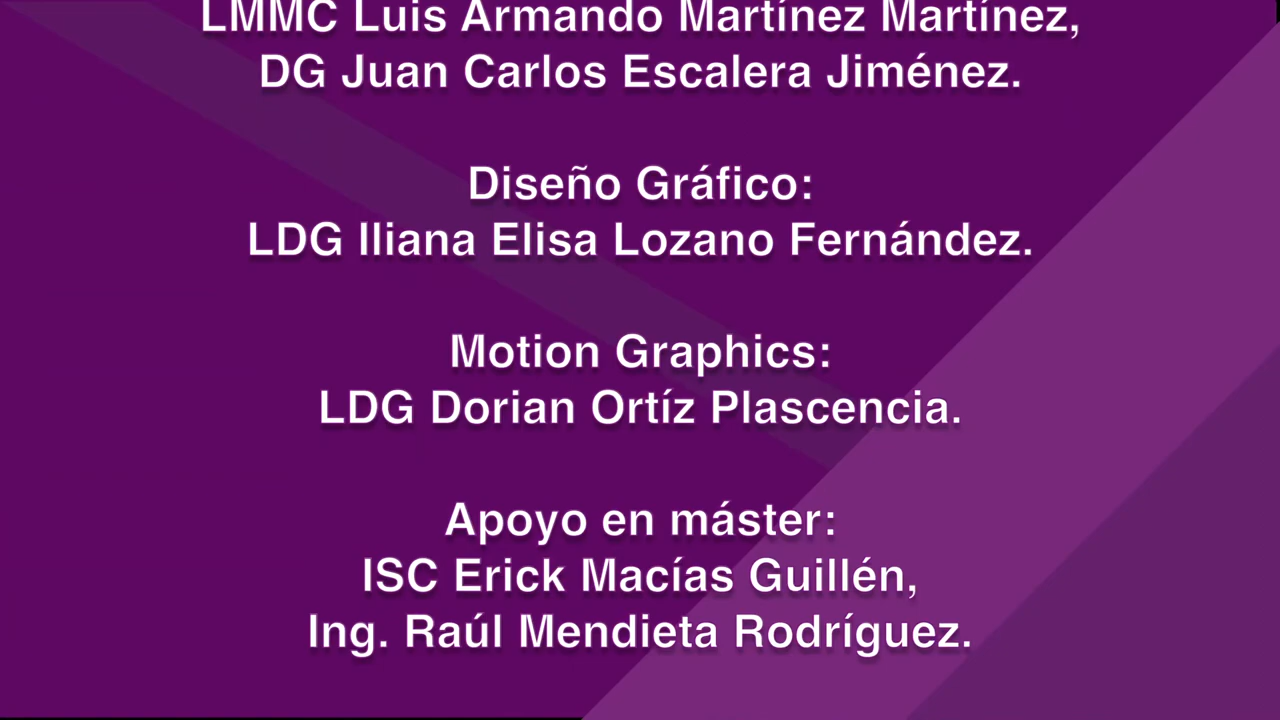 LMMC Luis Armando Martínez Martínez,
DG Juan Carlos Escalera Jiménez.
Diseño Gráfico:
LDG Iliana Elisa Lozano Fernández.
Motion Graphics:
LDG Dorian Ortíz Plascencia.
Apoyo en máster:
ISC Erick Macías Guillén,
Ing. Raúl Mendieta Rodríguez.